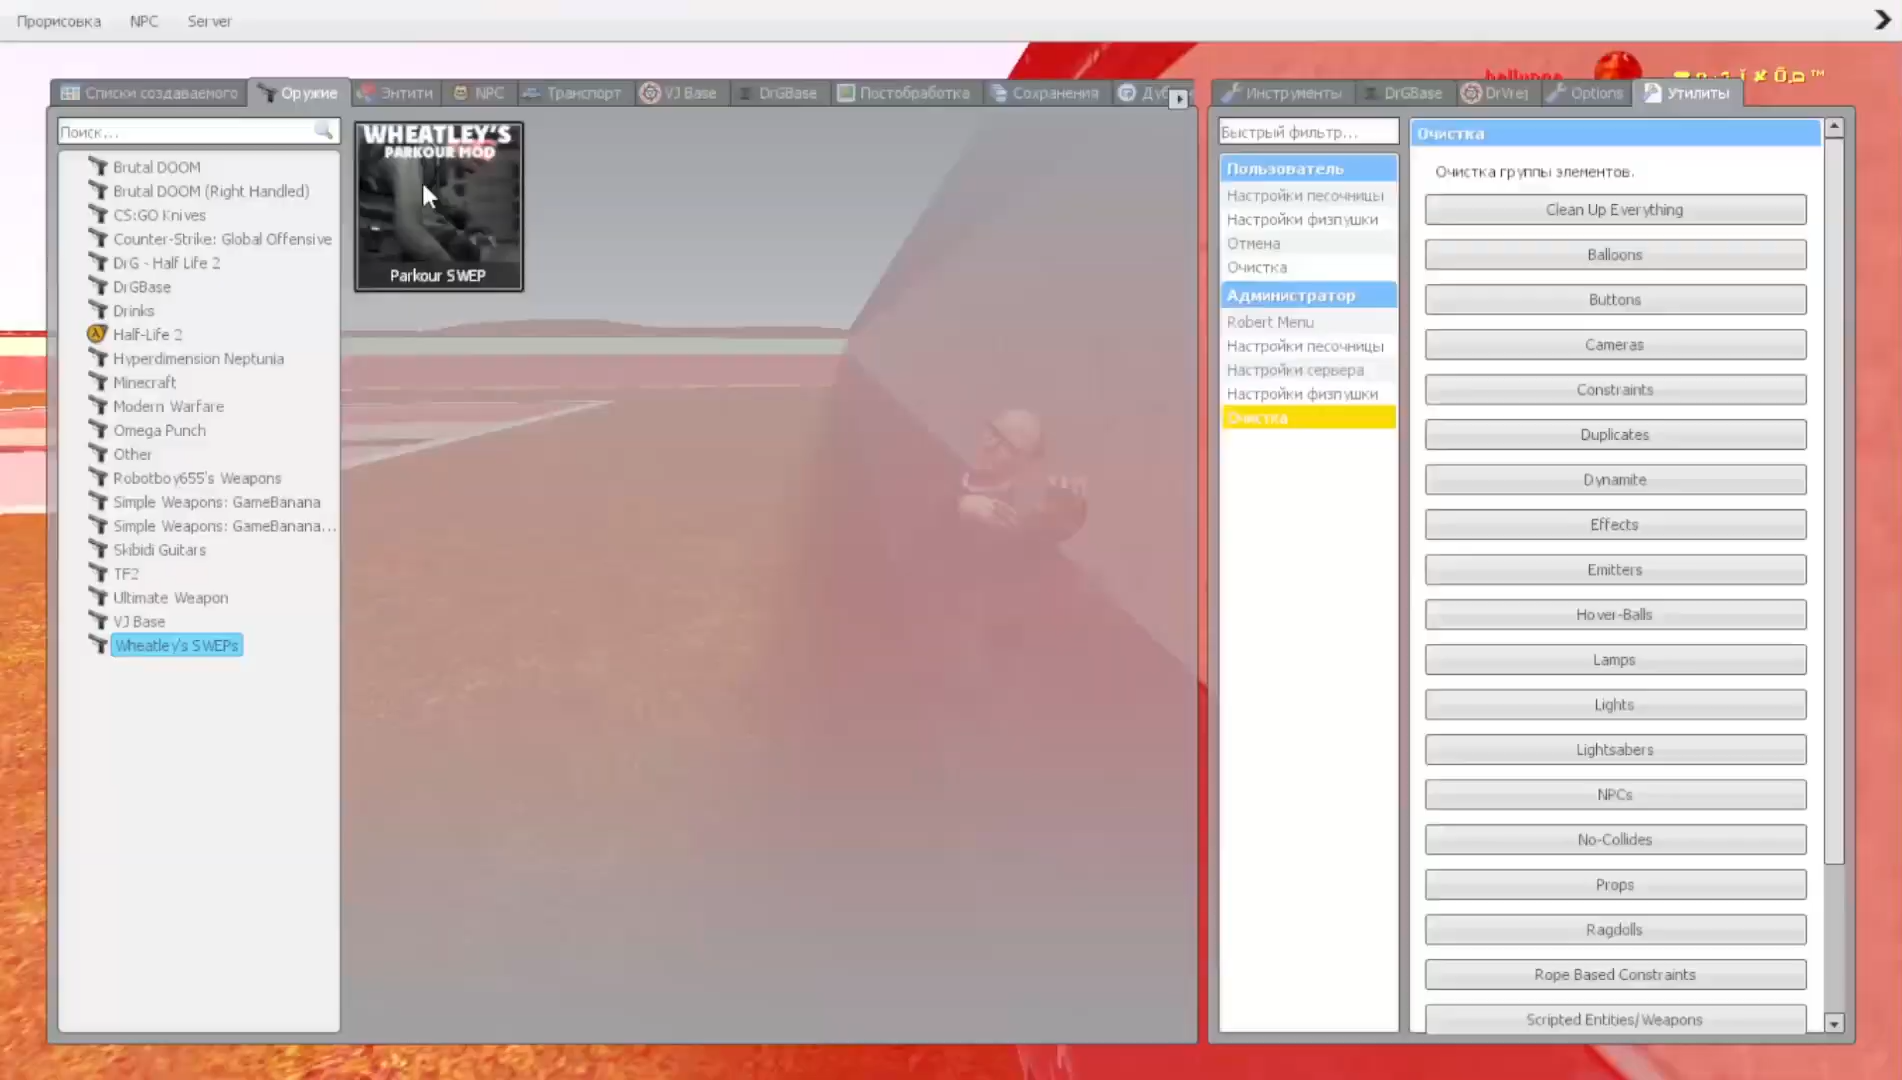 Прорисовка NPC Server
Списки создаваемого Оружие Энтити NPC Транспорт VJ Base DrGBase Постобработка Сохранения
Инструменты DrGBase DrVrej Options Утилиты
Поиск...
Brutal DOOM
Brutal DOOM (Right Handled)
CS:GO Knives
Counter-Strike: Global Offensive
DrG - Half Life 2
DrGBase
Drinks
Half-Life 2
Hyperdimension Neptunia
Minecraft
Modern Warfare
Omega Punch
Other
Robotboy655's Weapons
Simple Weapons: GameBanana
Simple Weapons: GameBanana...
Skibidi Guitars
TF2
Ultimate Weapon
VJ Base
Wheatley's SWEPs
WHEATLEY'S
PARKOUR MOD
Parkour SWEP
Быстрый фильтр...
Пользователь
Настройки песочницы
Настройки физпушки
Отмена
Очистка
Администратор
Robert Menu
Настройки песочницы
Настройки сервера
Настройки физпушки
Очистка
Очистка
Очистка группы элементов.
Clean Up Everything
Balloons
Buttons
Cameras
Constraints
Duplicates
Dynamite
Effects
Emitters
Hover-Balls
Lamps
Lights
Lightsabers
NPCs
No-Collides
Props
Ragdolls
Rope Based Constraints
Scripted Entities/Weapons